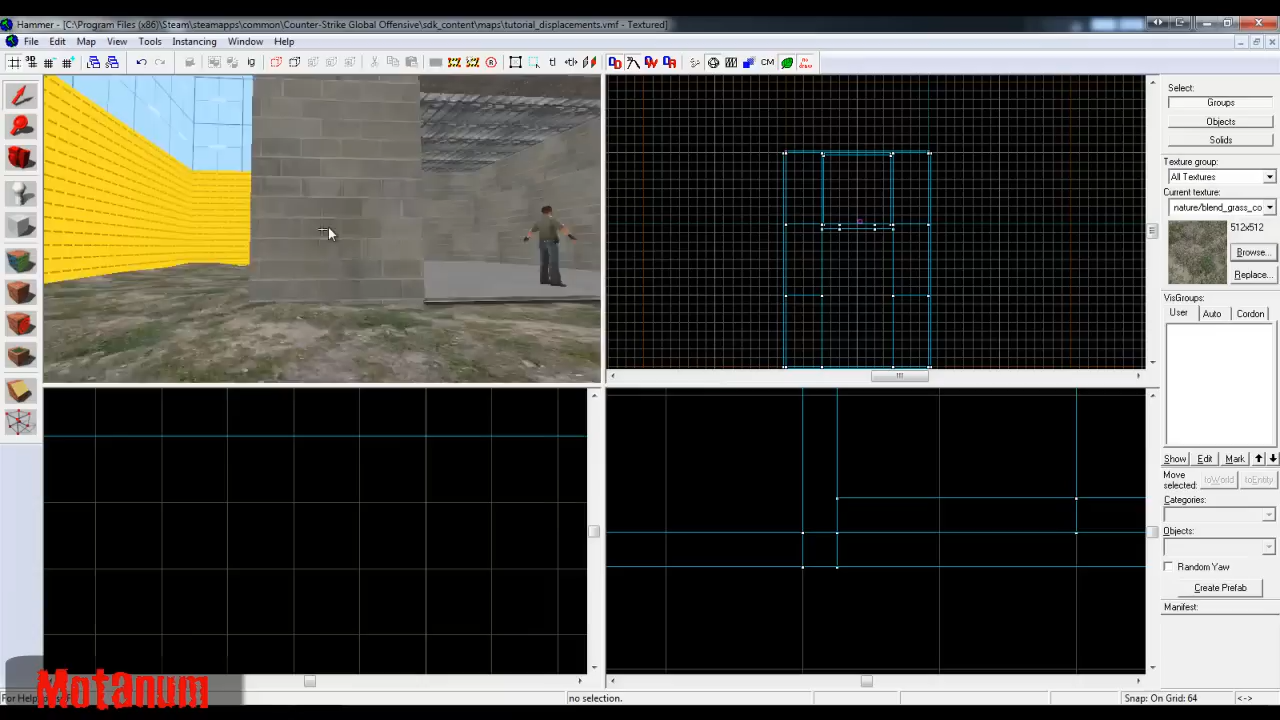 Hammer - [C:\Program Files (x86)\Steam\steamapps\common\Counter-Strike Global Offensive\sdk_content\maps\tutorial_displacements.vmf - Textured]
File Edit Map View Tools Instancing Window Help
Select:
Groups
Objects
Solids
Texture group:
All Textures
Current texture:
nature/blend_grass_co
512x512
Browse...
Replace...
VisGroups:
User Auto Cordon
Show Edit Mark
Move selected:
toWorld toEntity
Categories:
Objects:
Random Yaw
Create Prefab
Manifest:
Motanum
For Help
no selection.
Snap: On Grid: 64
<->